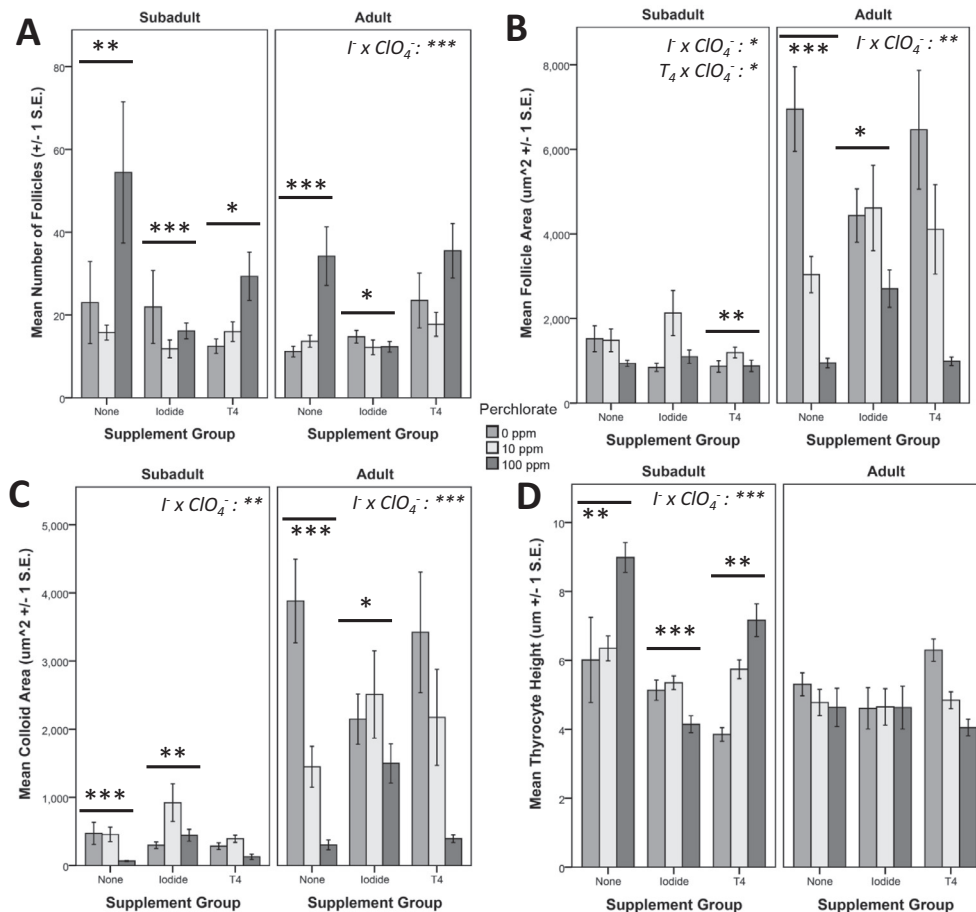 A
Subadult
Adult
Mean Number of Follicles (+/- 1 S.E.)
80
60
40
20
0
**
***
*
I⁻ x ClO₄⁻ : ***
***
*
None
Iodide
T4
None
Iodide
T4
Supplement Group
Supplement Group
B
Subadult
Adult
Mean Follicle Area (um^2 +/- 1 S.E.)
8,000
6,000
4,000
2,000
0
I⁻ x ClO₄⁻ : *
T₄ x ClO₄⁻ : *
**
***
I⁻ x ClO₄⁻ : **
*
None
Iodide
T4
None
Iodide
T4
Supplement Group
Supplement Group
Perchlorate
0 ppm
10 ppm
100 ppm
C
Subadult
Adult
Mean Colloid Area (um^2 +/- 1 S.E.)
5,000
4,000
3,000
2,000
1,000
0
I⁻ x ClO₄⁻ : **
***
**
I⁻ x ClO₄⁻ : ***
***
*
None
Iodide
T4
None
Iodide
T4
Supplement Group
Supplement Group
D
Subadult
Adult
Mean Thyrocyte Height (um +/- 1 S.E.)
10
8
6
4
2
0
I⁻ x ClO₄⁻ : ***
**
***
**
None
Iodide
T4
None
Iodide
T4
Supplement Group
Supplement Group